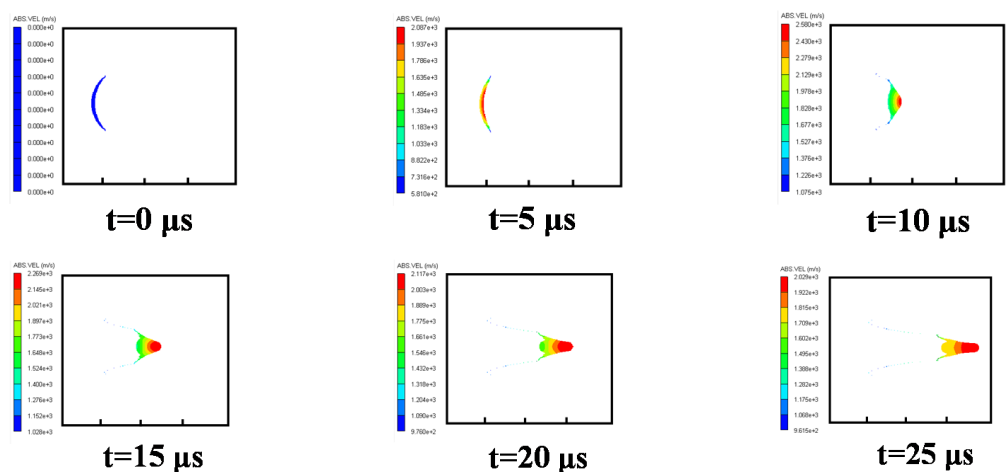 ABS.VEL (m/s)
0.000e+0
0.000e+0
0.000e+0
0.000e+0
0.000e+0
0.000e+0
0.000e+0
0.000e+0
0.000e+0
0.000e+0
0.000e+0
t=0 μs
ABS.VEL (m/s)
2.087e+3
1.937e+3
1.786e+3
1.635e+3
1.485e+3
1.334e+3
1.183e+3
1.033e+3
8.822e+2
7.316e+2
5.810e+2
t=5 μs
ABS.VEL (m/s)
2.580e+3
2.430e+3
2.279e+3
2.129e+3
1.978e+3
1.828e+3
1.677e+3
1.527e+3
1.376e+3
1.226e+3
1.075e+3
t=10 μs
ABS.VEL (m/s)
2.269e+3
2.145e+3
2.021e+3
1.897e+3
1.773e+3
1.648e+3
1.524e+3
1.400e+3
1.276e+3
1.152e+3
1.028e+3
t=15 μs
ABS.VEL (m/s)
2.117e+3
2.003e+3
1.889e+3
1.775e+3
1.661e+3
1.546e+3
1.432e+3
1.318e+3
1.204e+3
1.090e+3
9.760e+2
t=20 μs
ABS.VEL (m/s)
2.029e+3
1.922e+3
1.815e+3
1.709e+3
1.602e+3
1.495e+3
1.388e+3
1.282e+3
1.175e+3
1.068e+3
9.615e+2
t=25 μs